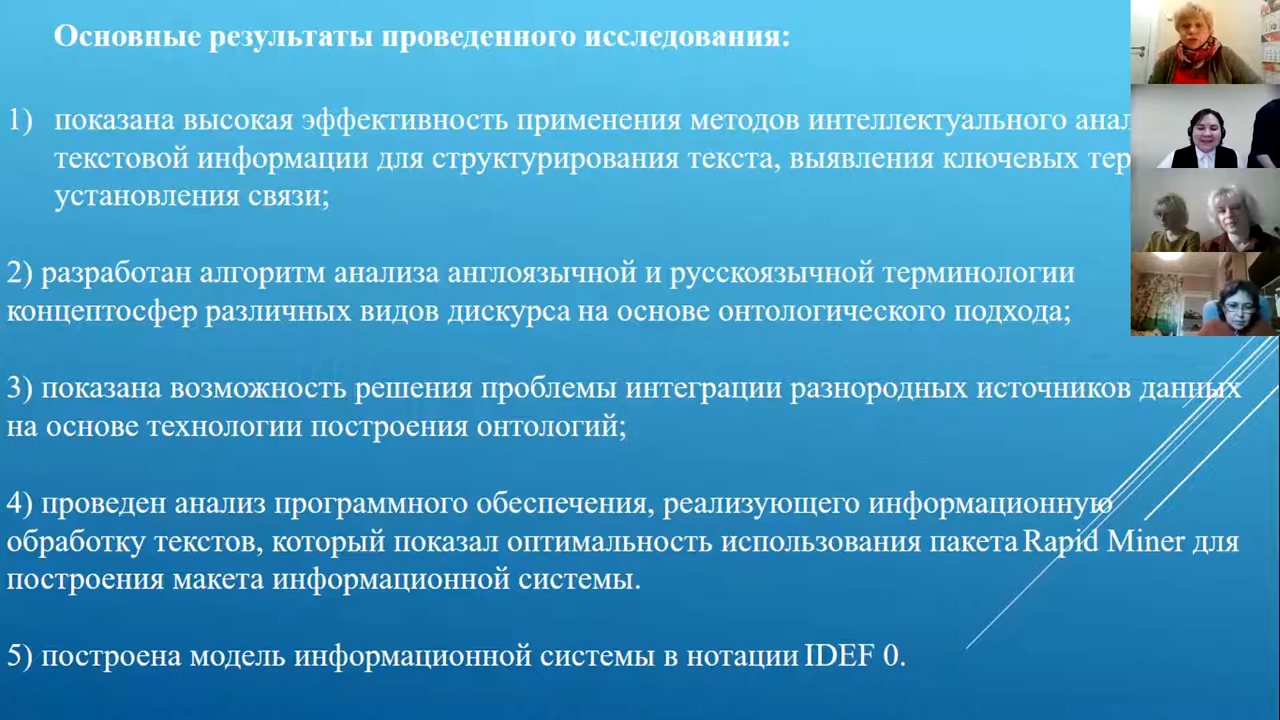 Основные результаты проведенного исследования:
1) показана высокая эффективность применения методов интеллектуального
текстовой информации для структурирования текста, выявления ключевых
установления связи;
2) разработан алгоритм анализа англоязычной и русскоязычной терминологии
концептосфер различных видов дискурса на основе онтологического подхода;
3) показана возможность решения проблемы интеграции разнородных источников данных
на основе технологии построения онтологий;
4) проведен анализ программного обеспечения, реализующего информационную
обработку текстов, который показал оптимальность использования пакета Rapid Miner для
построения макета информационной системы.
5) построена модель информационной системы в нотации IDEF 0.